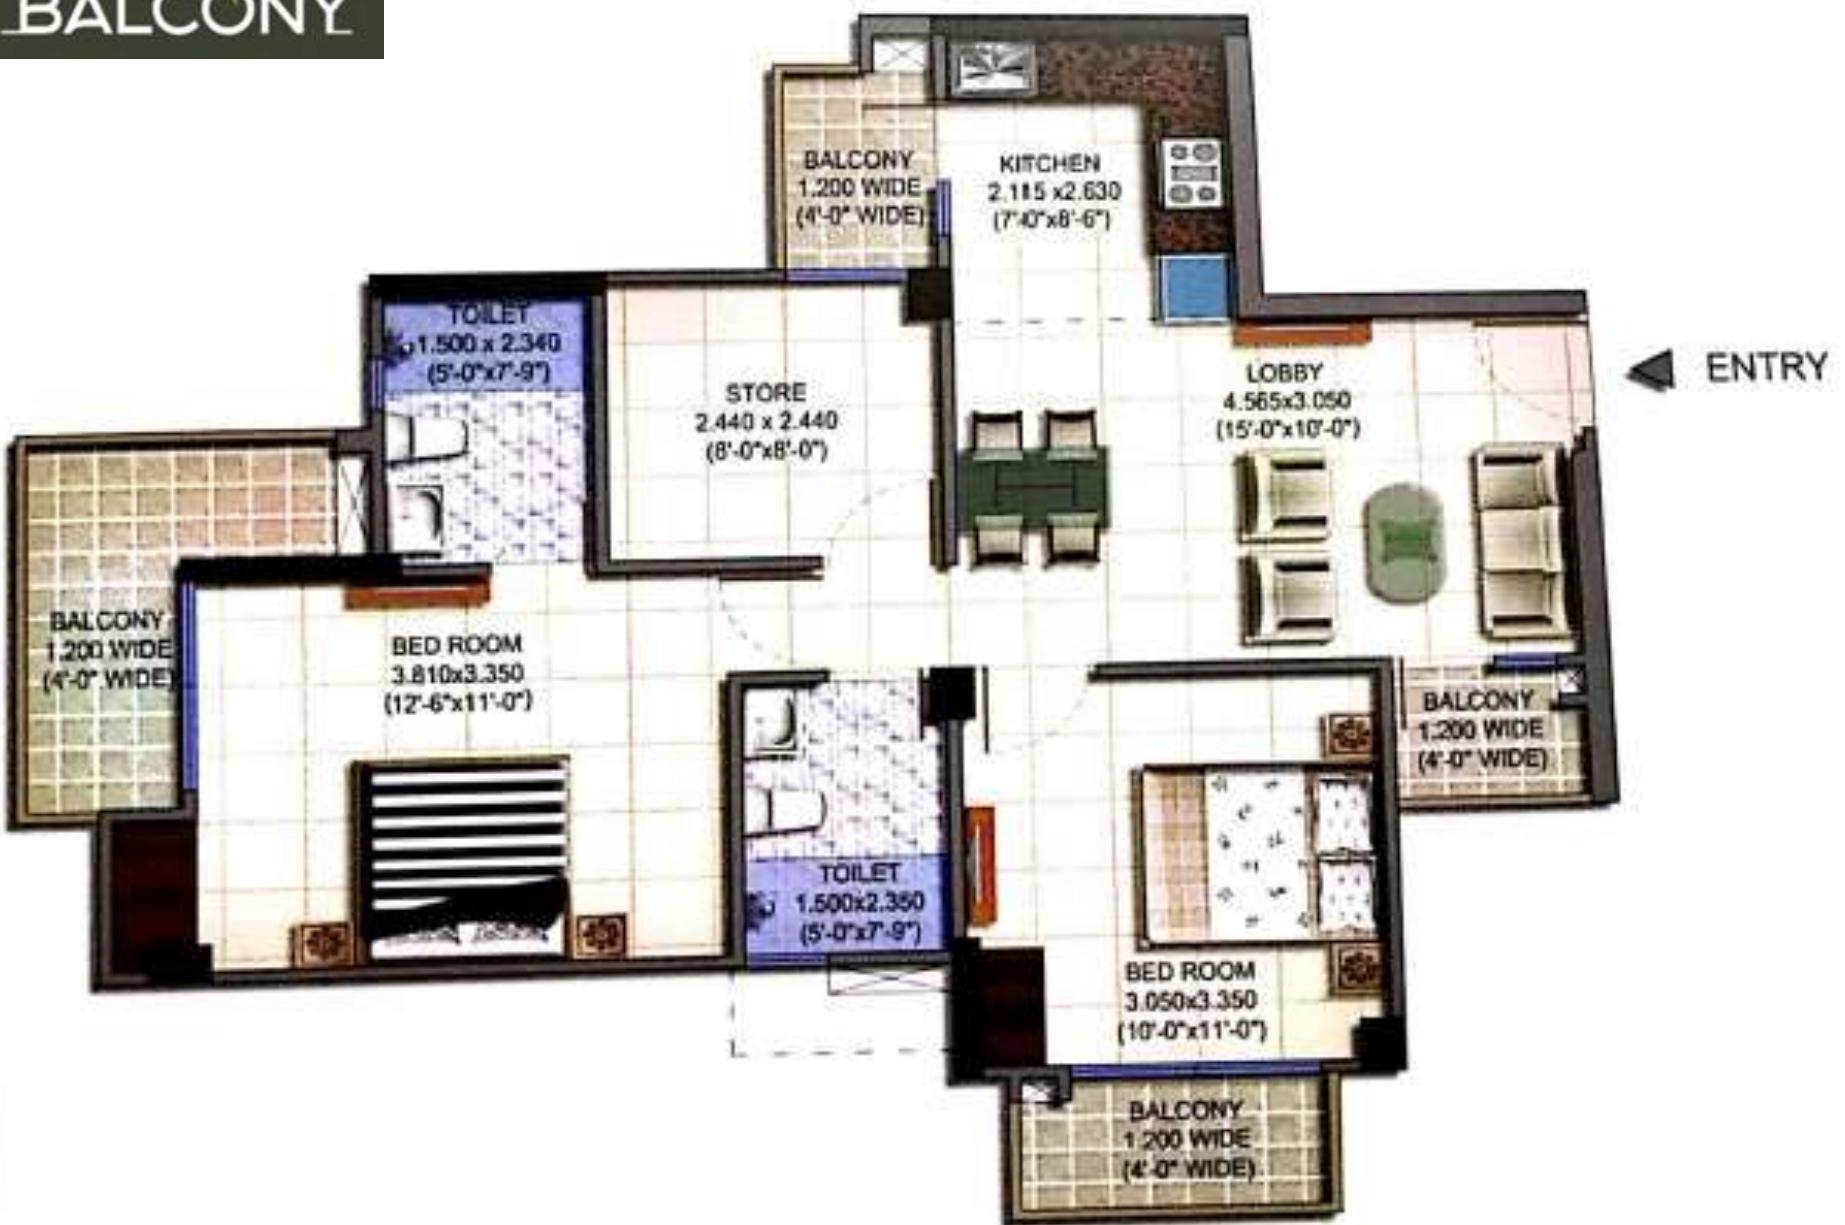 BALCONY
BALCONY
1.200 WIDE
(4'-0" WIDE)
KITCHEN
2.115 x2.630
(7'-0"x8'-6")
TOILET
1.500 x 2.340
(5'-0"x7'-9")
STORE
2.440 x 2.440
(8'-0"x8'-0")
LOBBY
4.565x3.050
(15'-0"x10'-0")
ENTRY
BALCONY
1.200 WIDE
(4'-0" WIDE)
BED ROOM
3.810x3.350
(12'-6"x11'-0")
BALCONY
1.200 WIDE
(4'-0" WIDE)
TOILET
1.500x2.350
(5'-0"x7'-9")
BED ROOM
3.050x3.350
(10'-0"x11'-0")
BALCONY
1.200 WIDE
(4'-0" WIDE)